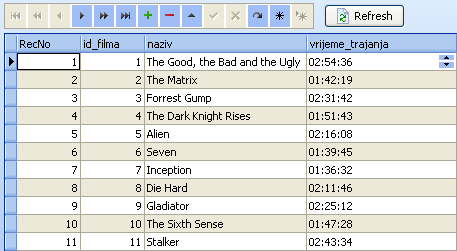 Refresh
RecNo id_filma naziv vrijeme_trajanja
1 1 The Good, the Bad and the Ugly 02:54:36
2 2 The Matrix 01:42:19
3 3 Forrest Gump 02:31:42
4 4 The Dark Knight Rises 01:51:43
5 5 Alien 02:16:08
6 6 Seven 01:39:45
7 7 Inception 01:36:32
8 8 Die Hard 02:11:46
9 9 Gladiator 02:25:12
10 10 The Sixth Sense 01:47:28
11 11 Stalker 02:43:34